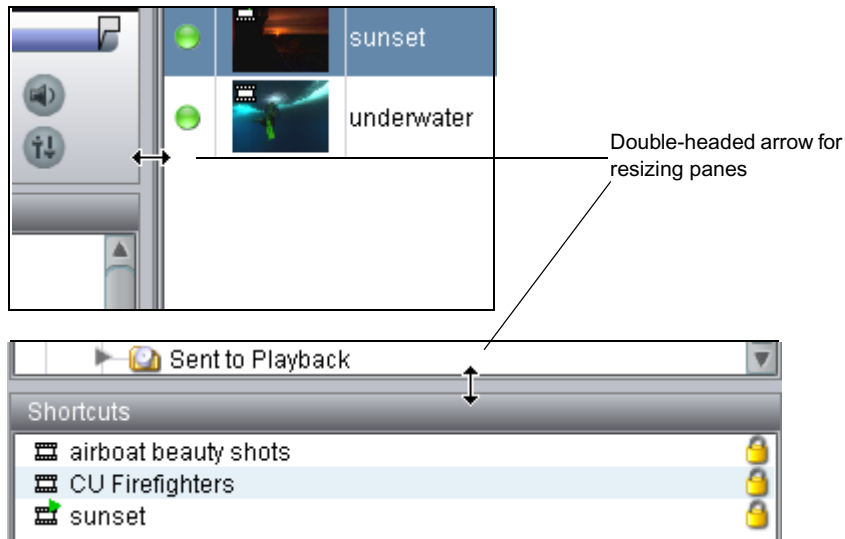 sunset
underwater
Double-headed arrow for
resizing panes
Sent to Playback
Shortcuts
airboat beauty shots
CU Firefighters
sunset